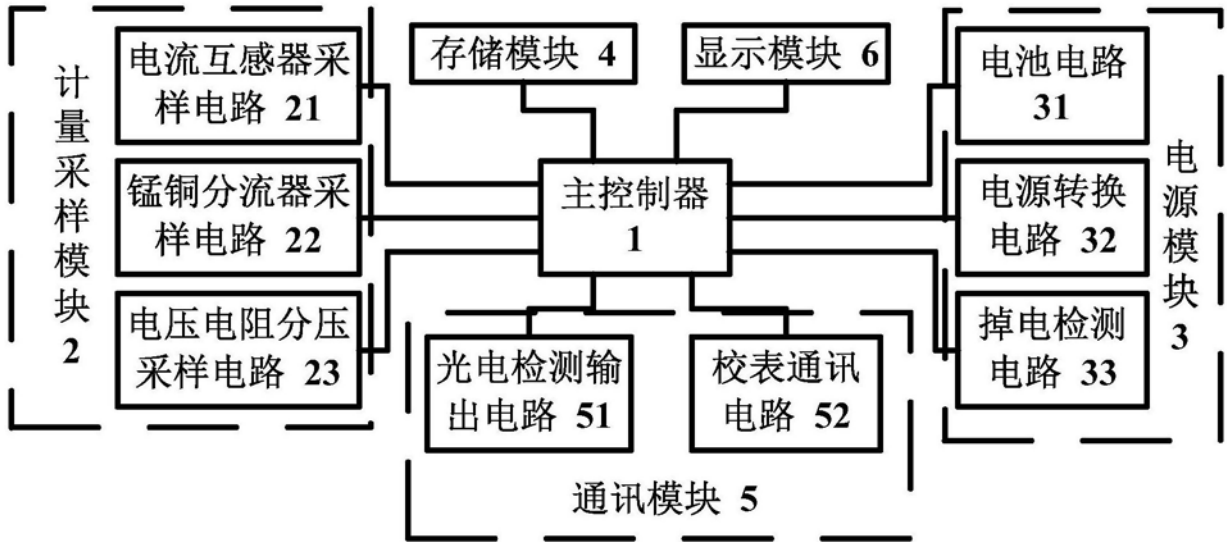 计量采样模块 2
电流互感器采
样电路 21
锰铜分流器采
样电路 22
电压电阻分压
采样电路 23
存储模块 4
显示模块 6
主控制器
1
电池电路
31
电源转换
电路 32
掉电检测
电路 33
电源模块 3
光电检测输
出电路 51
校表通讯
电路 52
通讯模块 5